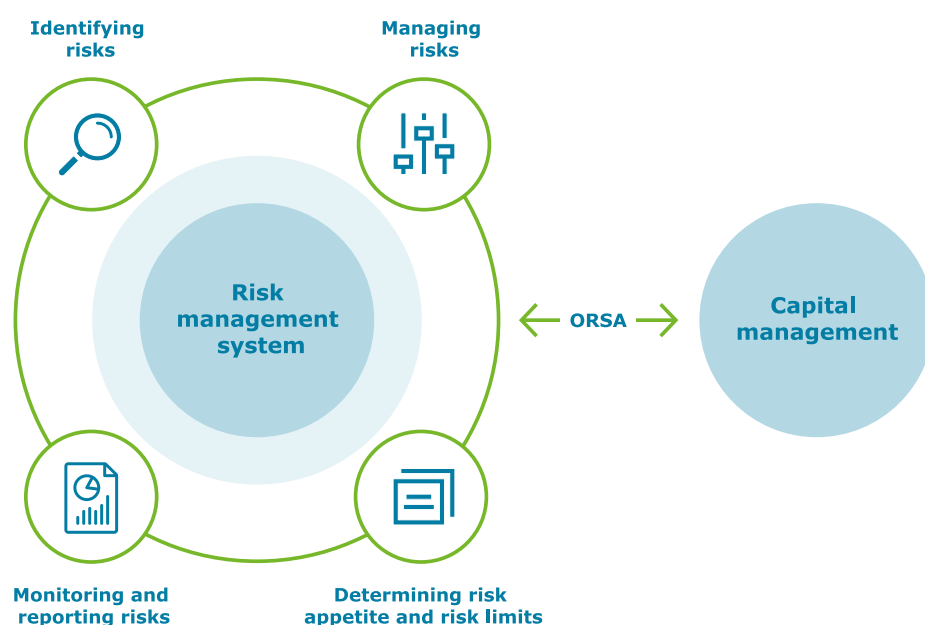 Identifying
risks
Managing
risks
Risk
management
system
ORSA
Capital
management
Monitoring and
reporting risks
Determining risk
appetite and risk limits